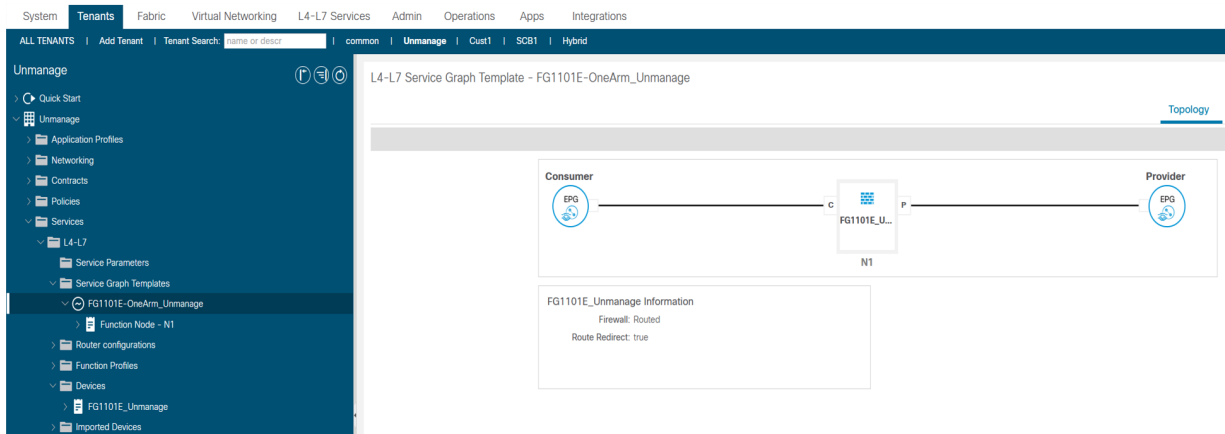 System Tenants Fabric Virtual Networking L4-L7 Services Admin Operations Apps Integrations
ALL TENANTS | Add Tenant | Tenant Search: name or descr | common | Unmanage | Cust1 | SCB1 | Hybrid
Unmanage
Quick Start
Unmanage
Application Profiles
Networking
Contracts
Policies
Services
L4-L7
Service Parameters
Service Graph Templates
FG1101E-OneArm_Unmanage
Function Node - N1
Router configurations
Function Profiles
Devices
FG1101E_Unmanage
Imported Devices
L4-L7 Service Graph Template - FG1101E-OneArm_Unmanage
Topology
Consumer
EPG
C
FG1101E_U...
P
N1
Provider
EPG
FG1101E_Unmanage Information
Firewall: Routed
Route Redirect: true